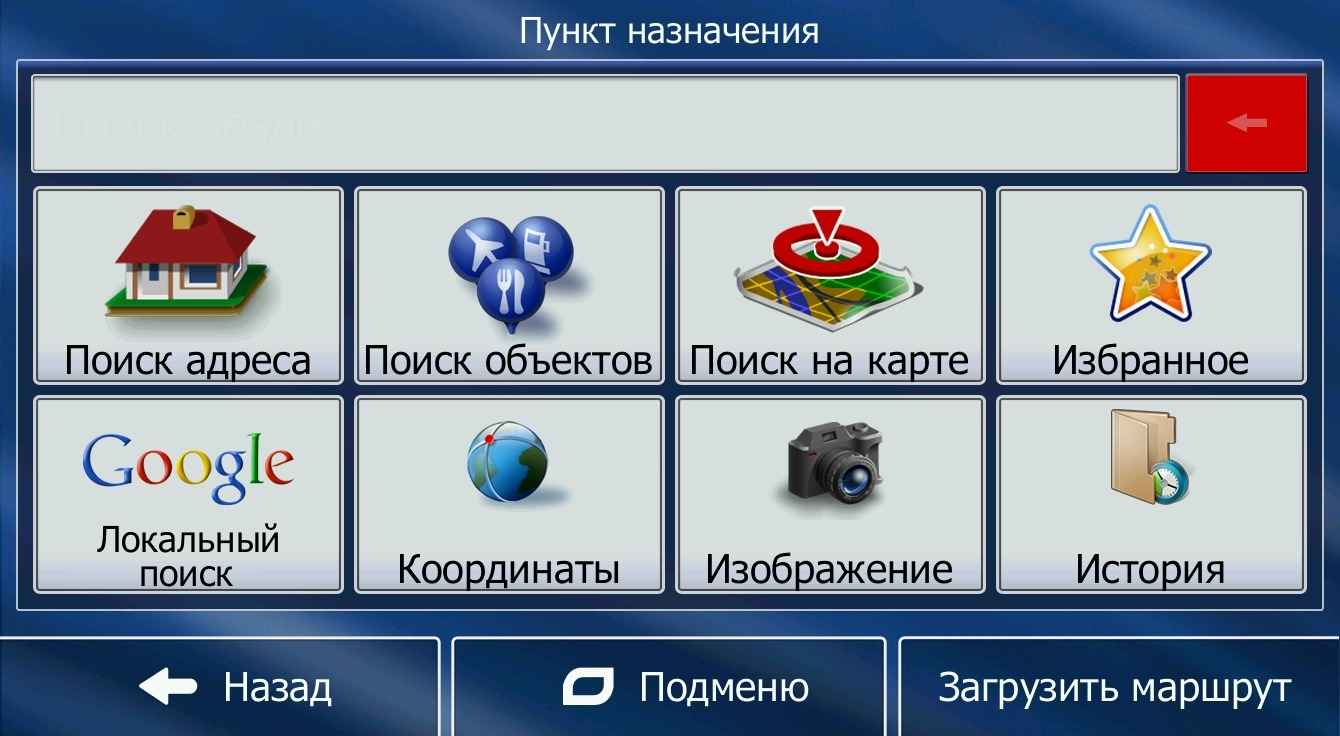 Пункт назначения
Поиск адреса
Поиск объектов
Поиск на карте
Избранное
Google
Локальный
поиск
Координаты
Изображение
История
Назад
Подменю
Загрузить маршрут